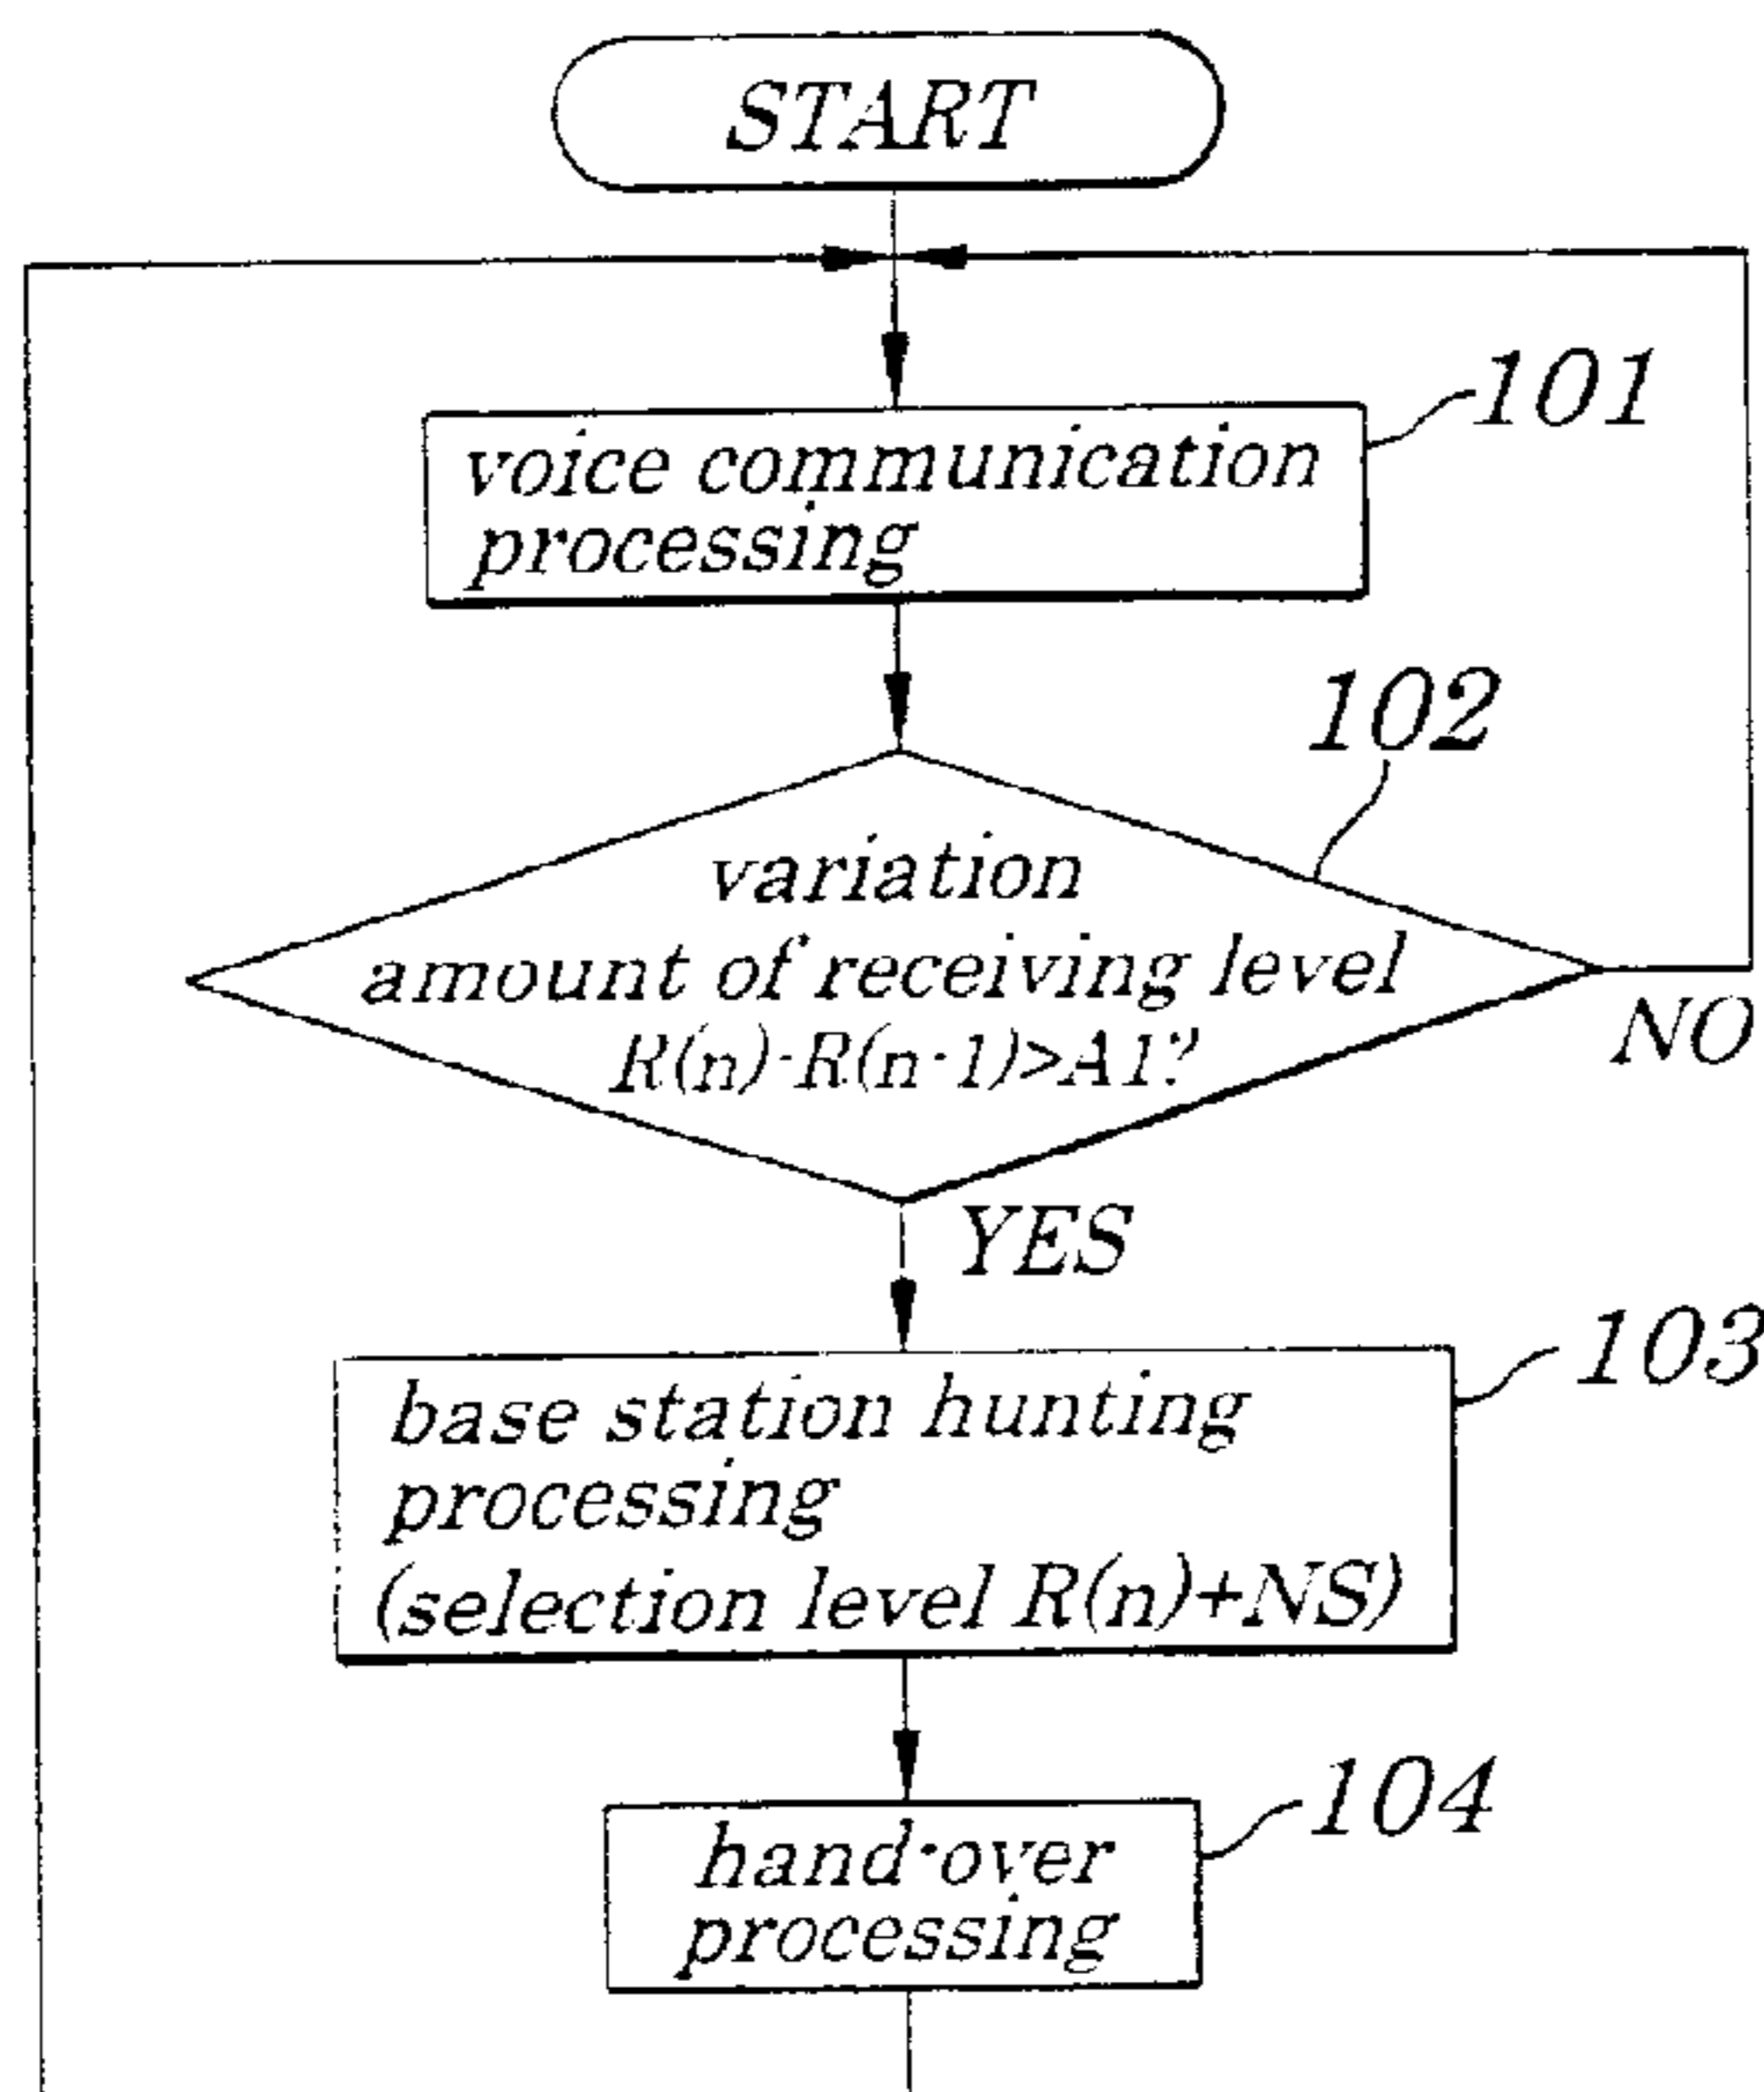 START
101
voice communication
processing
102
variation
amount of receiving level
R(n)-R(n-1)>A1?
NO
YES
103
base station hunting
processing
(selection level R(n)+NS)
104
hand-over
processing